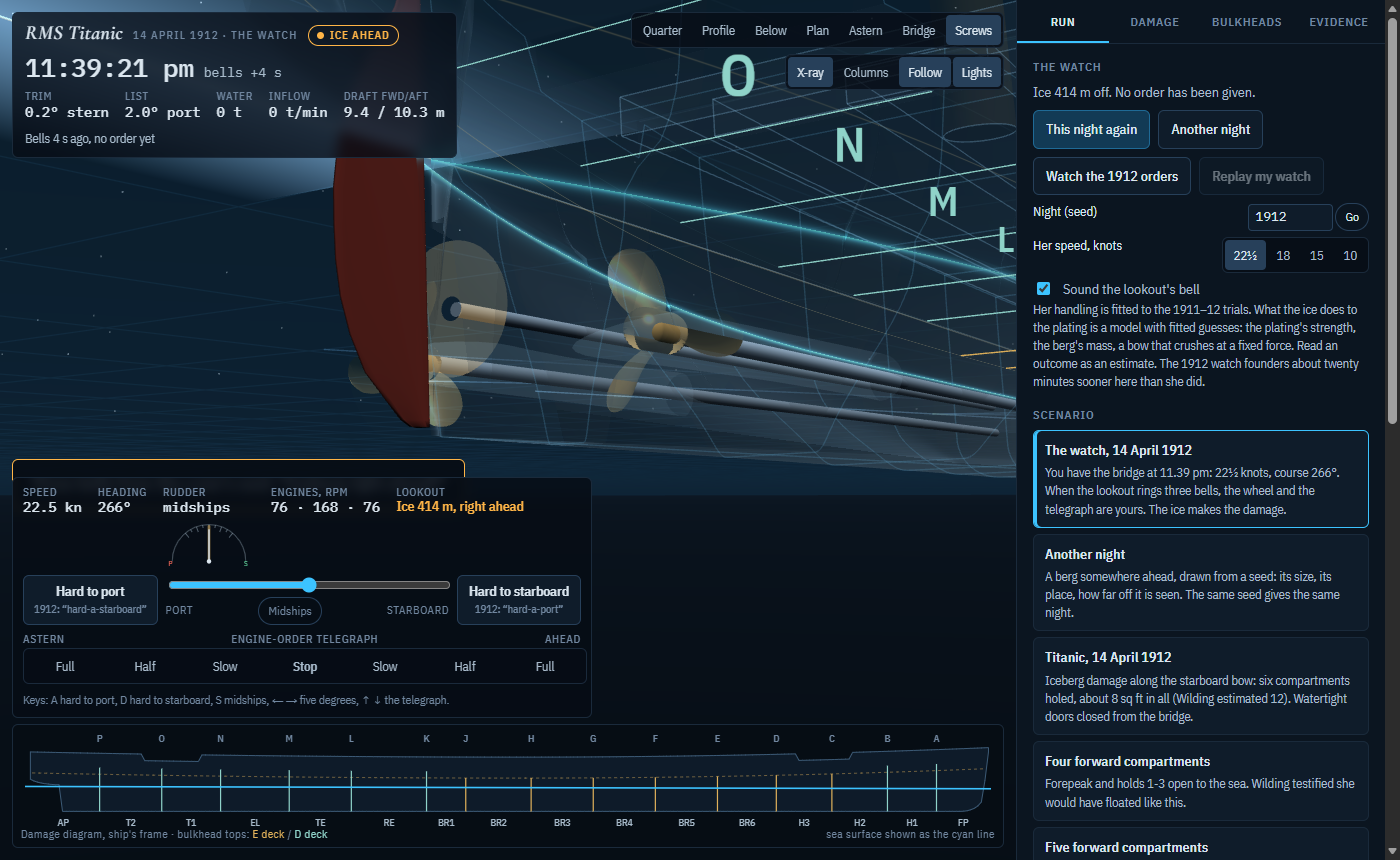 RMS Titanic 14 APRIL 1912 · THE WATCH ICE AHEAD
11:39:21 pm bells +4 s
TRIM LIST WATER INFLOW DRAFT FWD/AFT
0.2° stern 2.0° port 0 t 0 t/min 9.4 / 10.3 m
Bells 4 s ago, no order yet
Quarter Profile Below Plan Astern Bridge Screws
X-ray Columns Follow Lights
O
N
M
L
SPEED HEADING RUDDER ENGINES, RPM LOOKOUT
22.5 kn 266° midships 76 · 168 · 76 Ice 414 m, right ahead
P S
Hard to port
1912: "hard-a-starboard"
PORT Midships STARBOARD
Hard to starboard
1912: "hard-a-port"
ASTERN ENGINE-ORDER TELEGRAPH AHEAD
Full Half Slow Stop Slow Half Full
Keys: A hard to port, D hard to starboard, S midships, ←→ five degrees, ↑ ↓ the telegraph.
P O N M L K J H G F E D C B A
AP T2 T1 EL TE RE BR1 BR2 BR3 BR4 BR5 BR6 H3 H2 H1 FP
Damage diagram, ship's frame · bulkhead tops: E deck / D deck
sea surface shown as the cyan line
RUN DAMAGE BULKHEADS EVIDENCE
THE WATCH
Ice 414 m off. No order has been given.
This night again Another night
Watch the 1912 orders Replay my watch
Night (seed) 1912 Go
Her speed, knots 22½ 18 15 10
Sound the lookout's bell
Her handling is fitted to the 1911–12 trials. What the ice does to
the plating is a model with fitted guesses: the plating's strength,
the berg's mass, a bow that crushes at a fixed force. Read an
outcome as an estimate. The 1912 watch founders about twenty
minutes sooner here than she did.
SCENARIO
The watch, 14 April 1912
You have the bridge at 11.39 pm: 22½ knots, course 266°.
When the lookout rings three bells, the wheel and the
telegraph are yours. The ice makes the damage.
Another night
A berg somewhere ahead, drawn from a seed: its size, its
place, how far off it is seen. The same seed gives the same
night.
Titanic, 14 April 1912
Iceberg damage along the starboard bow: six compartments
holed, about 8 sq ft in all (Wilding estimated 12). Watertight
doors closed from the bridge.
Four forward compartments
Forepeak and holds 1-3 open to the sea. Wilding testified she
would have floated like this.
Five forward compartments